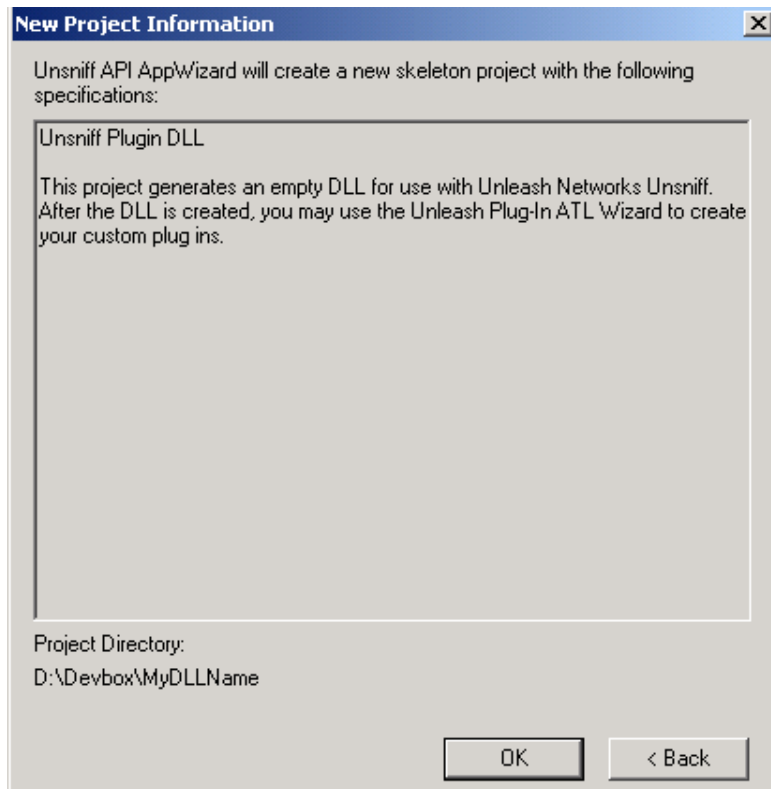 New Project Information
Unsniff API AppWizard will create a new skeleton project with the following
specifications:
Unsniff Plugin DLL
This project generates an empty DLL for use with Unleash Networks Unsniff.
After the DLL is created, you may use the Unleash Plug-In ATL Wizard to create
your custom plug ins.
Project Directory:
D:\Devbox\MyDLLName
OK
< Back